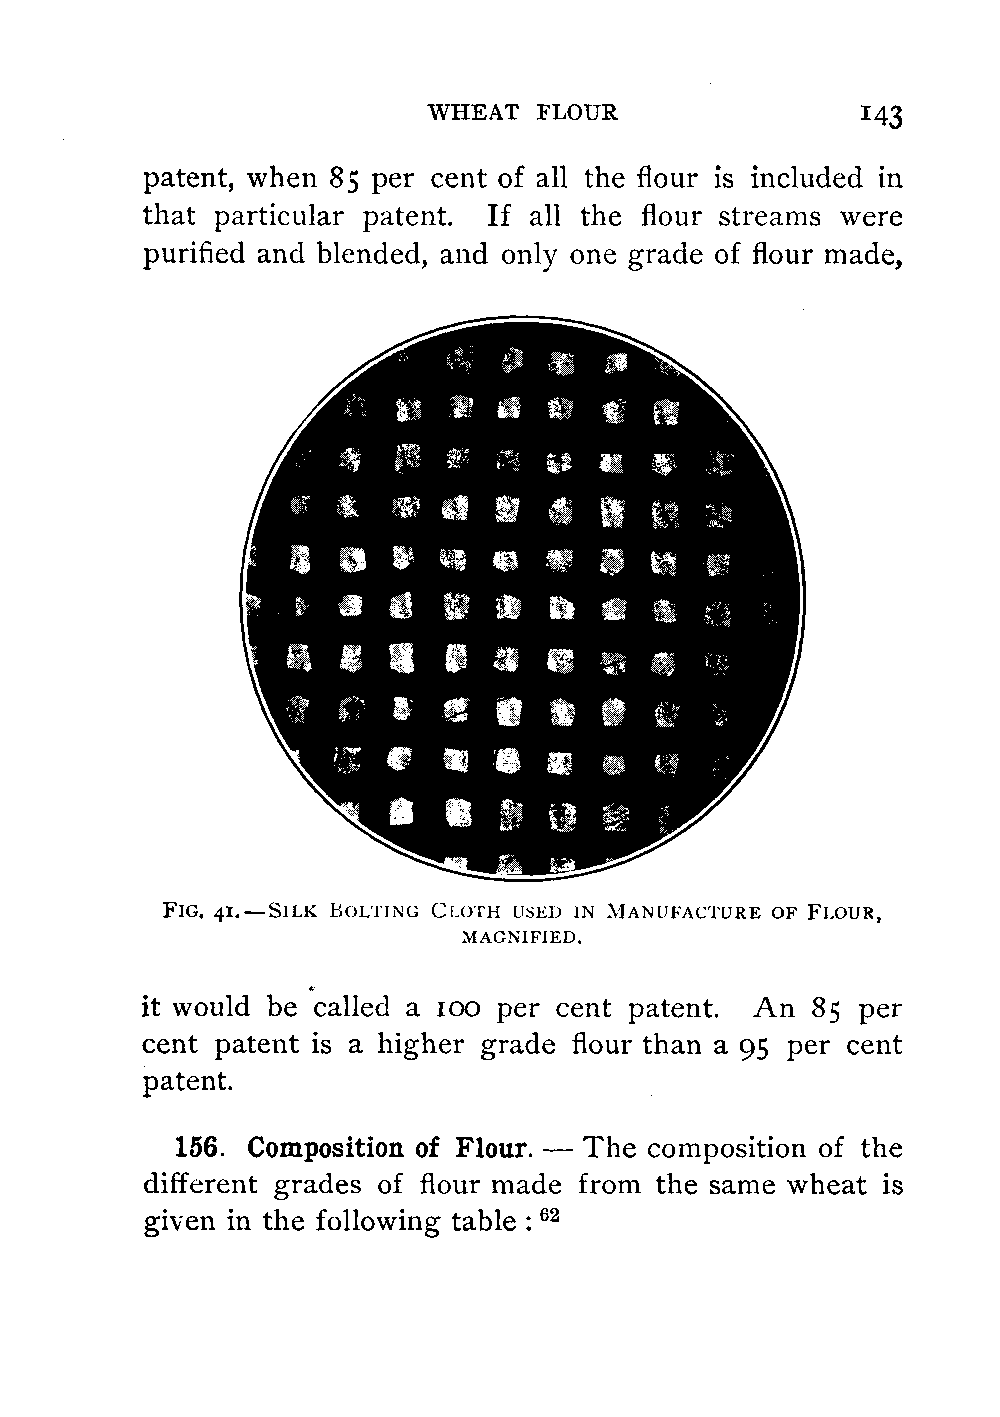 WHEAT FLOUR 143
patent, when 85 per cent of all the flour is included in
that particular patent. If all the flour streams were
purified and blended, and only one grade of flour made,
FIG. 41.—SILK BOLTING CLOTH USED IN MANUFACTURE OF FLOUR,
MAGNIFIED.
it would be called a 100 per cent patent. An 85 per
cent patent is a higher grade flour than a 95 per cent
patent.
156. Composition of Flour. — The composition of the
different grades of flour made from the same wheat is
given in the following table : 62